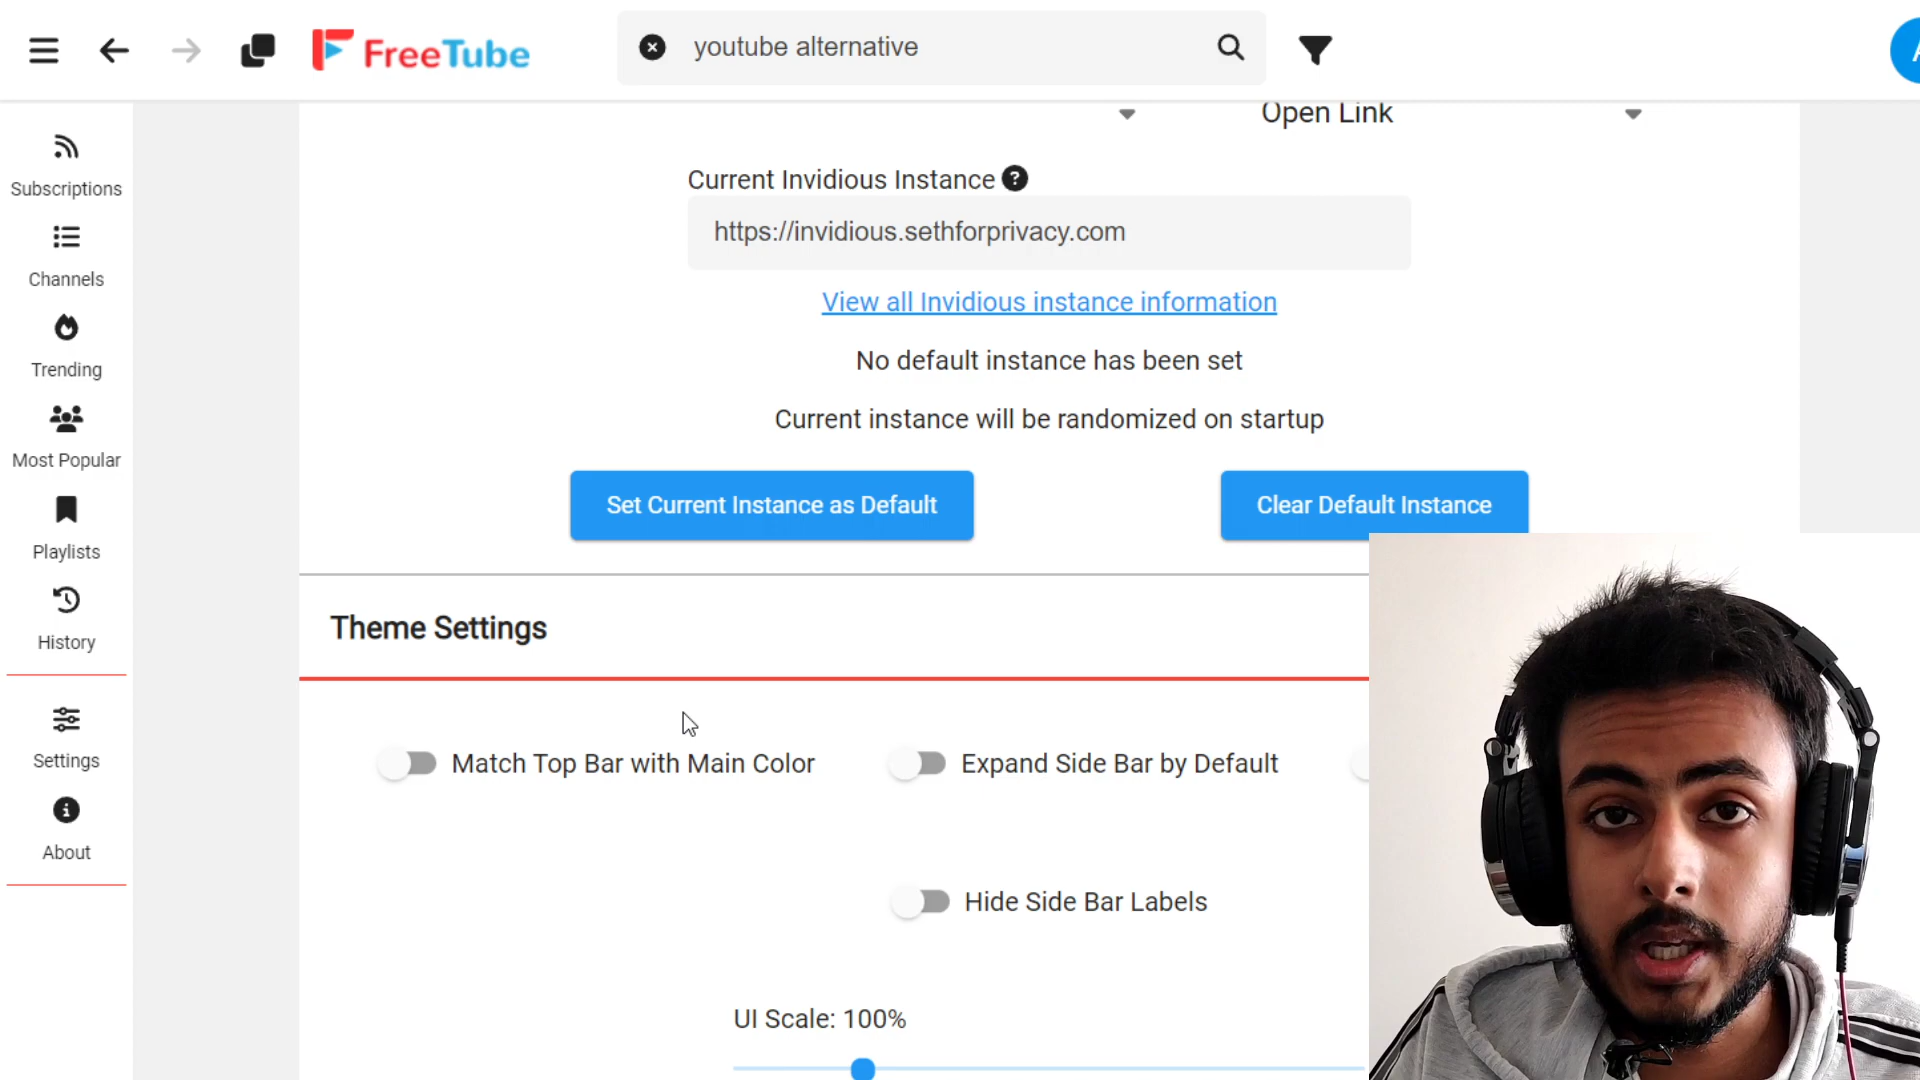 FreeTube
youtube alternative
A
Subscriptions
Channels
Trending
Most Popular
Playlists
History
Settings
About
Open Link
Current Invidious Instance ?
https://invidious.sethforprivacy.com
View all Invidious instance information
No default instance has been set
Current instance will be randomized on startup
Set Current Instance as Default
Clear Default Instance
Theme Settings
Match Top Bar with Main Color
Expand Side Bar by Default
Hide Side Bar Labels
UI Scale: 100%